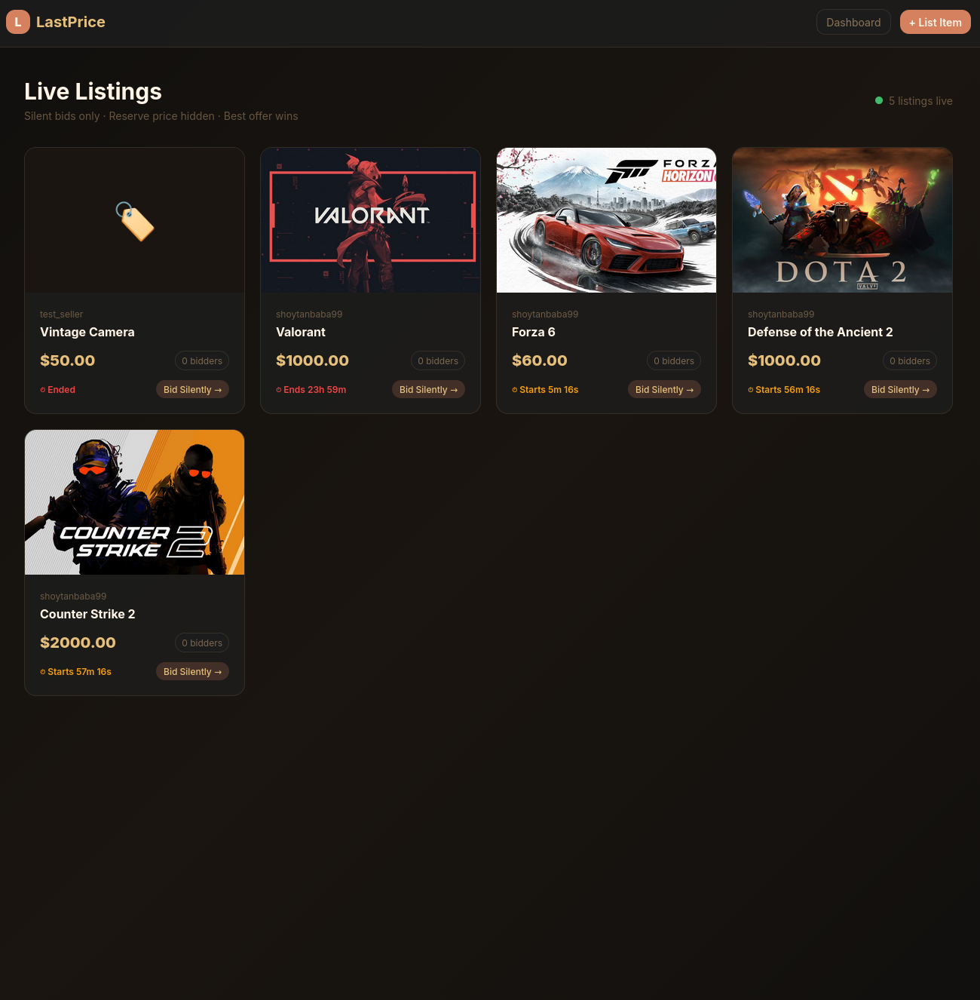 L LastPrice
Dashboard
+ List Item
Live Listings
Silent bids only · Reserve price hidden · Best offer wins
5 listings live
test_seller
Vintage Camera
$50.00
0 bidders
Ended
Bid Silently →
VALORANT
shoytanbaba99
Valorant
$1000.00
0 bidders
Ends 23h 59m
Bid Silently →
FORZA
HORIZON
shoytanbaba99
Forza 6
$60.00
0 bidders
Starts 5m 16s
Bid Silently →
DOTA 2
VALVE
shoytanbaba99
Defense of the Ancient 2
$1000.00
0 bidders
Starts 56m 16s
Bid Silently →
COUNTER
STRIKE 2
shoytanbaba99
Counter Strike 2
$2000.00
0 bidders
Starts 57m 16s
Bid Silently →